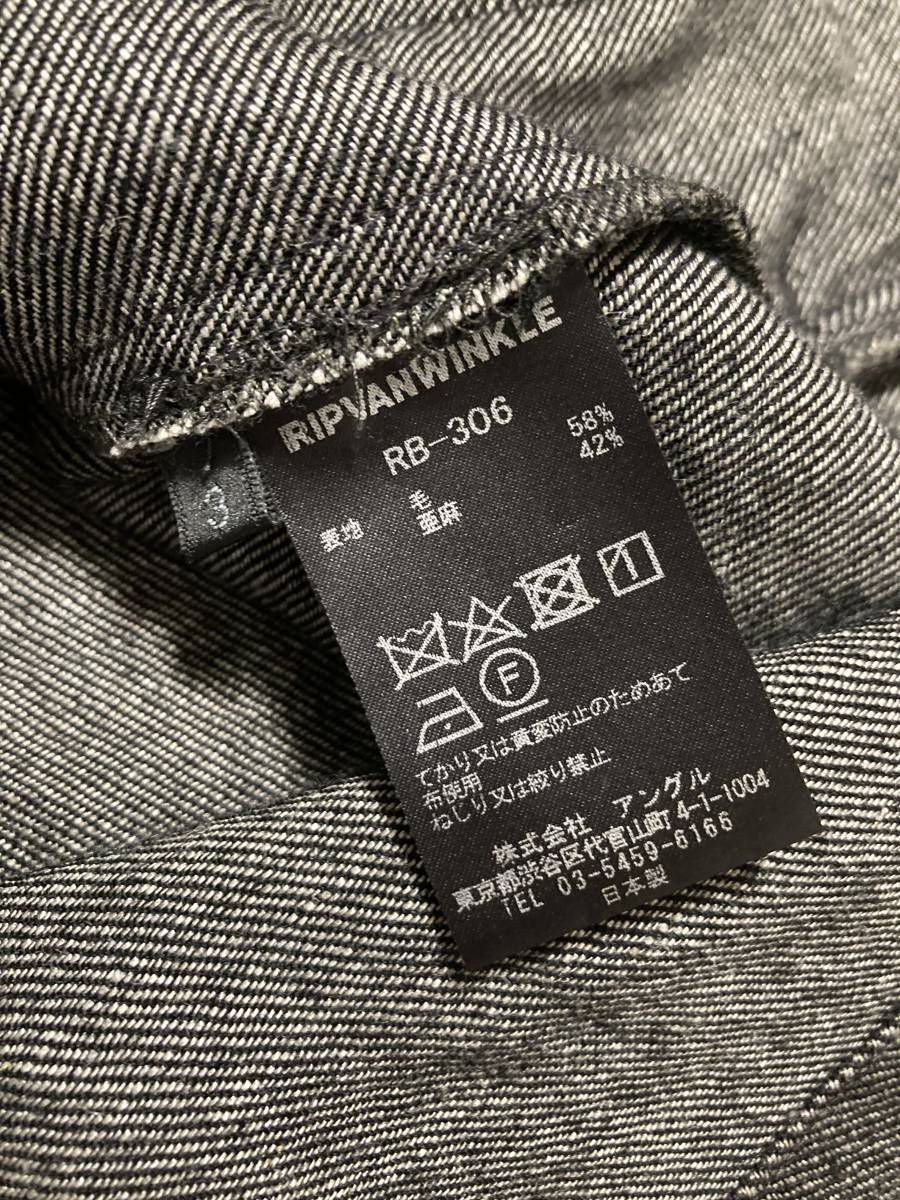 RIPVANWINKLE
RB-306
表地 毛 58%
亜麻 42%
F
てかり又は黄変防止のためあて
布使用
ねじり又は絞り禁止
株式会社 アングル
東京都渋谷区代官山町4-1-1004
TEL 03-5459-6166
日本製
3